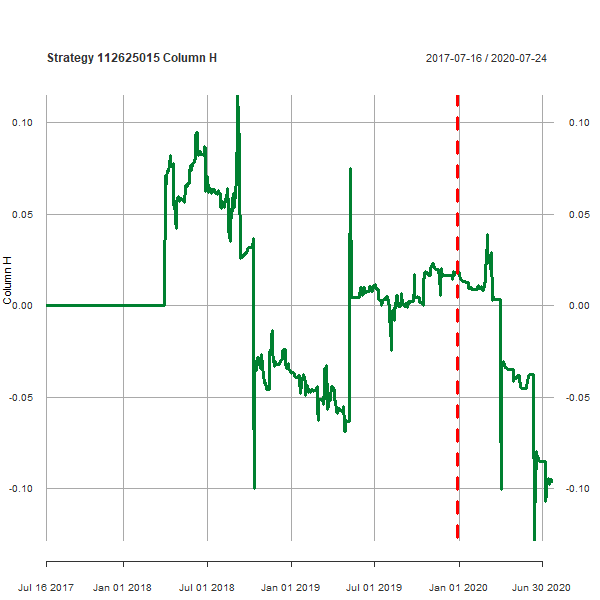 Strategy 112625015 Column H
2017-07-16 / 2020-07-24
0.10
0.05
0.00
-0.05
-0.10
Column H
0.10
0.05
0.00
-0.05
-0.10
Jul 16 2017
Jan 01 2018
Jul 01 2018
Jan 01 2019
Jul 01 2019
Jan 01 2020
Jun 30 2020